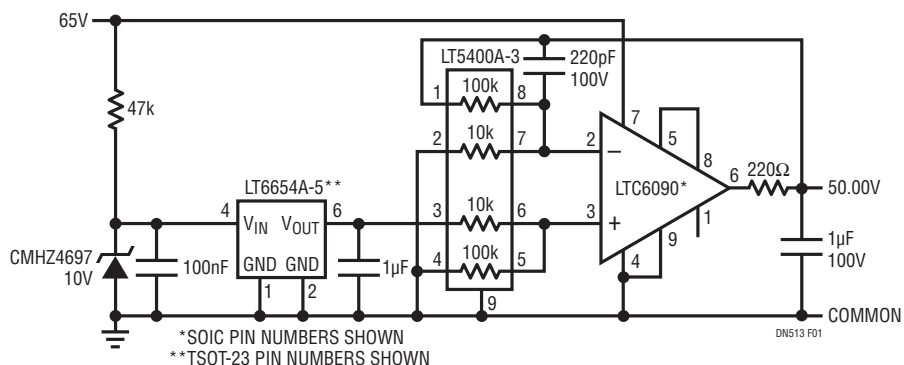 65V
LT5400A-3
220pF
100V
47k
1
100k
8
7
5
2
10k
7
2
–
8
LT6654A-5**
LTC6090*
6
220Ω
50.00V
4
VIN
VOUT
6
3
10k
6
3
+
1
CMHZ4697
10V
100nF
GND
GND
1µF
4
100k
5
4
9
1µF
100V
1
2
9
COMMON
*SOIC PIN NUMBERS SHOWN
**TSOT-23 PIN NUMBERS SHOWN
DN513 F01